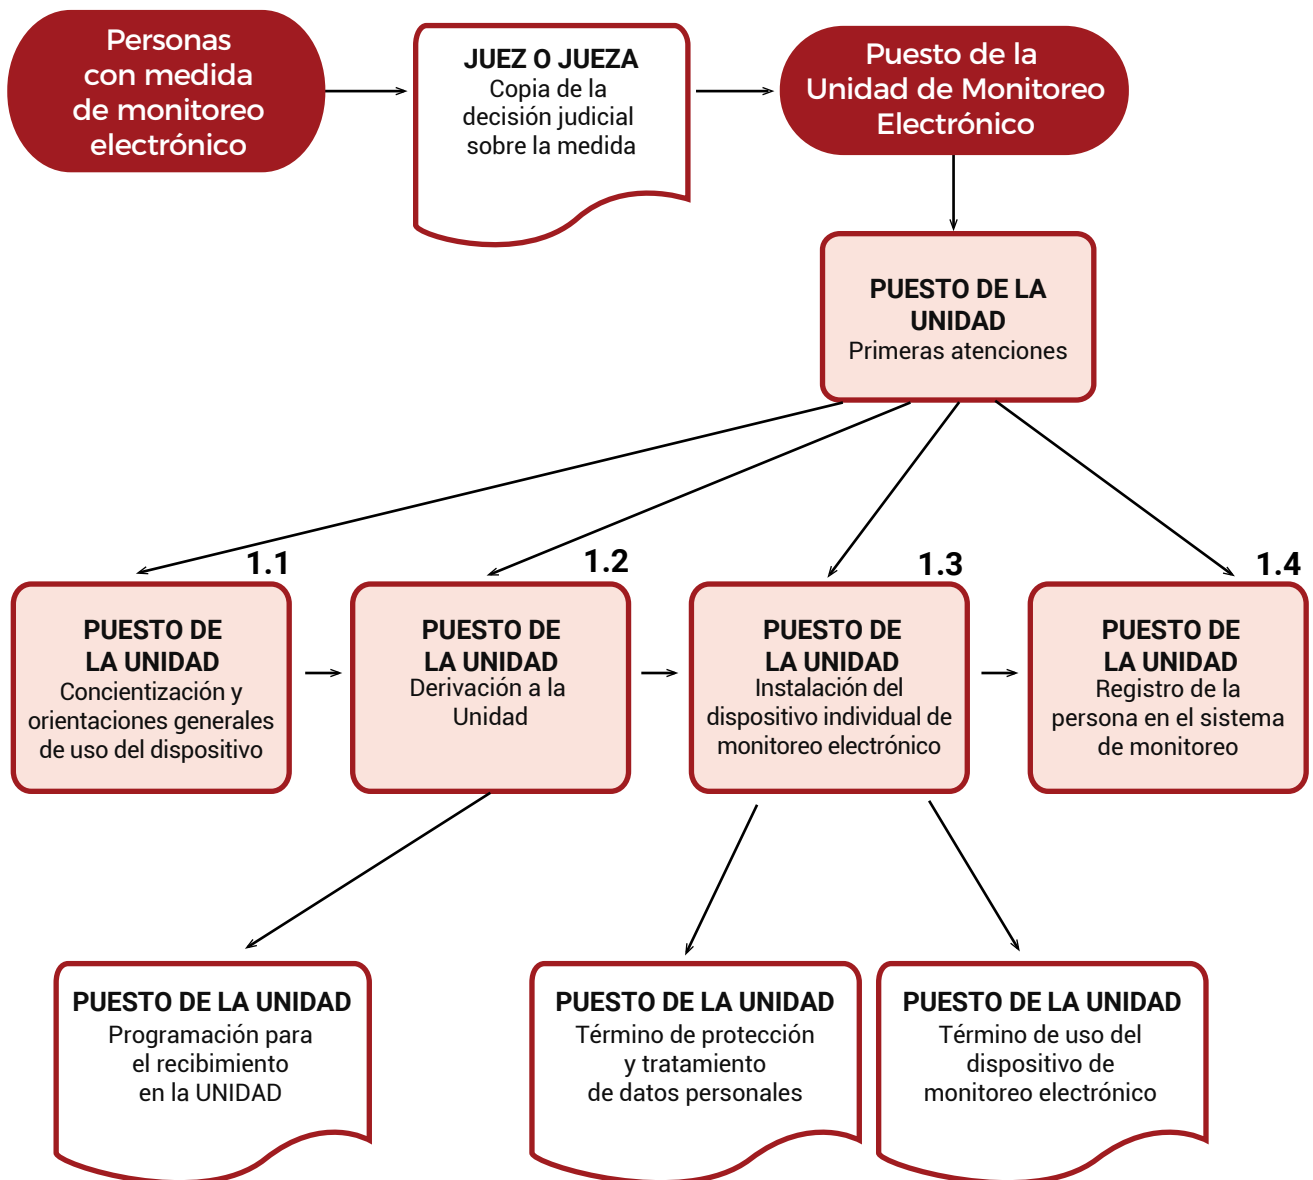 Personas
con medida
de monitoreo
electrónico
JUEZ O JUEZA
Copia de la
decisión judicial
sobre la medida
Puesto de la
Unidad de Monitoreo
Electrónico
PUESTO DE LA
UNIDAD
Primeras atenciones
1.1
PUESTO DE
LA UNIDAD
Concientización y
orientaciones generales
de uso del dispositivo
1.2
PUESTO DE
LA UNIDAD
Derivación a la
Unidad
1.3
PUESTO DE
LA UNIDAD
Instalación del
dispositivo individual de
monitoreo electrónico
1.4
PUESTO DE
LA UNIDAD
Registro de la
persona en el sistema
de monitoreo
PUESTO DE LA UNIDAD
Programación para
el recibimiento
en la UNIDAD
PUESTO DE LA UNIDAD
Término de protección
y tratamiento
de datos personales
PUESTO DE LA UNIDAD
Término de uso del
dispositivo de
monitoreo electrónico